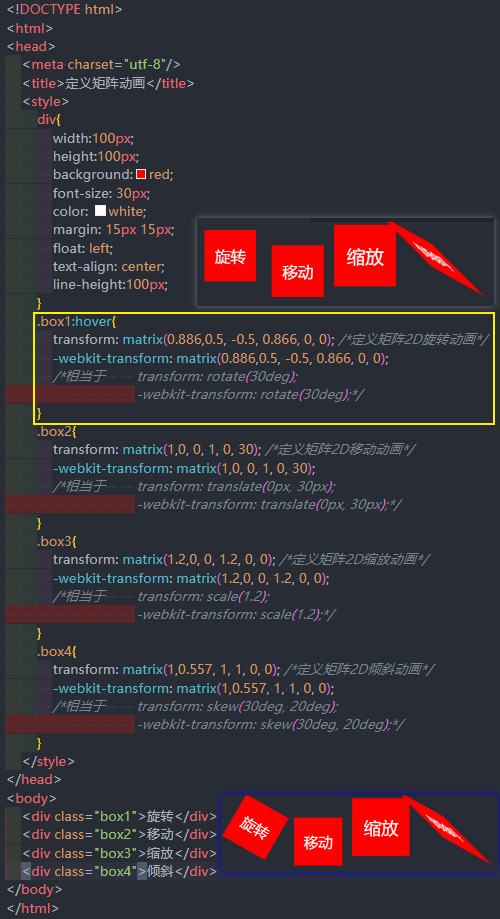 <!DOCTYPE html>
<html>
<head>
<meta charset="utf-8"/>
<title>定义矩阵动画</title>
<style>
div{
width:100px;
height:100px;
background:red;
font-size: 30px;
color: white;
margin: 15px 15px;
float: left;
text-align: center;
line-height:100px;
}
旋转 移动 缩放 倾斜
.box1:hover{
transform: matrix(0.886,0.5, -0.5, 0.866, 0, 0); /*定义矩阵2D旋转动画*/
-webkit-transform: matrix(0.886,0.5, -0.5, 0.866, 0, 0);
/*相当于 transform: rotate(30deg);
-webkit-transform: rotate(30deg);*/
}
.box2{
transform: matrix(1,0, 0, 1, 0, 30); /*定义矩阵2D移动动画*/
-webkit-transform: matrix(1,0, 0, 1, 0, 30);
/*相当于 transform: translate(0px, 30px);
-webkit-transform: translate(0px, 30px);*/
}
.box3{
transform: matrix(1.2,0, 0, 1.2, 0, 0); /*定义矩阵2D缩放动画*/
-webkit-transform: matrix(1.2,0, 0, 1.2, 0, 0);
/*相当于 transform: scale(1.2);
-webkit-transform: scale(1.2);*/
}
.box4{
transform: matrix(1,0.557, 1, 1, 0, 0); /*定义矩阵2D倾斜动画*/
-webkit-transform: matrix(1,0.557, 1, 1, 0, 0);
/*相当于 transform: skew(30deg, 20deg);
-webkit-transform: skew(30deg, 20deg);*/
}
</style>
</head>
<body>
<div class="box1">旋转</div>
<div class="box2">移动</div>
<div class="box3">缩放</div>
<div class="box4">倾斜</div>
旋转 移动 缩放 倾斜
</body>
</html>